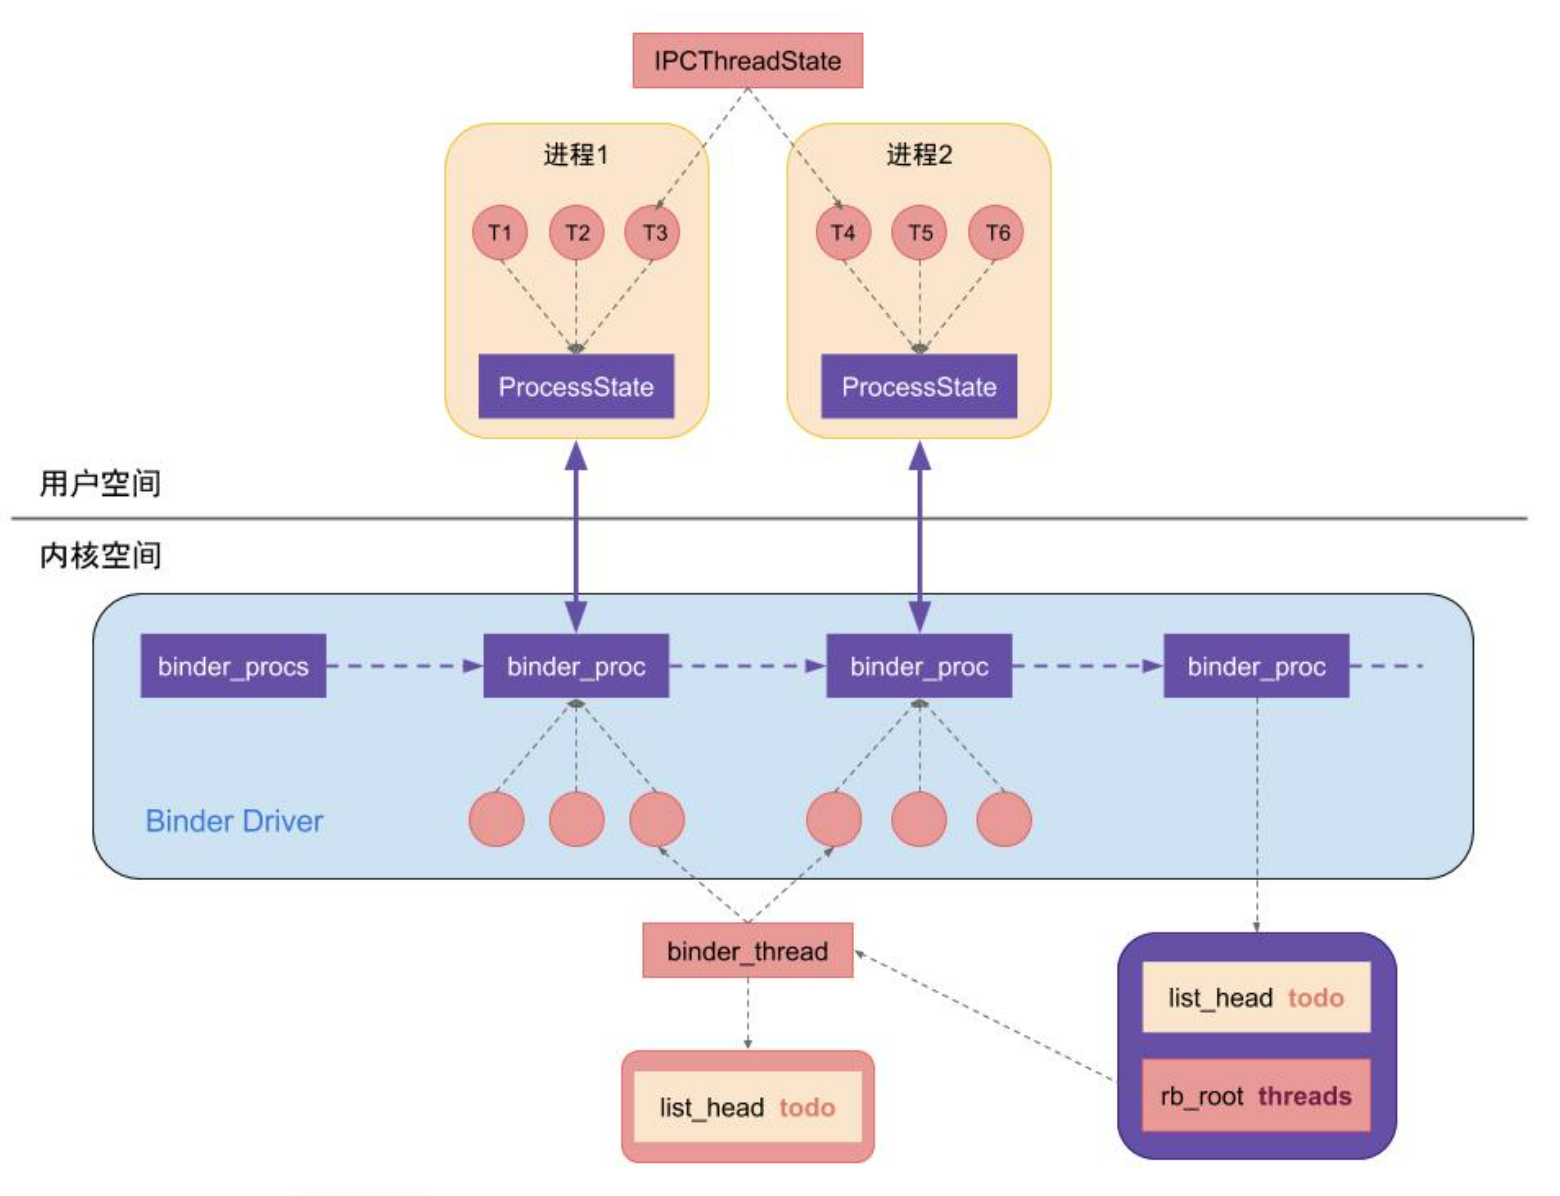 IPCThreadState
进程1
进程2
T1 T2 T3
T4 T5 T6
ProcessState
ProcessState
用户空间
内核空间
binder_procs
binder_proc
binder_proc
binder_proc
Binder Driver
binder_thread
list_head todo
list_head todo
rb_root threads